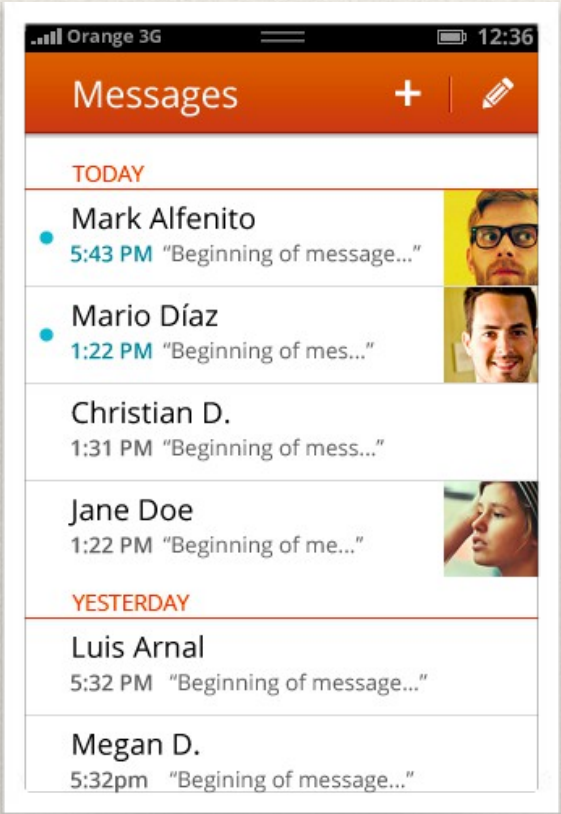 Orange 3G
12:36
Messages
TODAY
Mark Alfenito
5:43 PM “Beginning of message...”
Mario Díaz
1:22 PM “Beginning of mes...”
Christian D.
1:31 PM “Beginning of mess...”
Jane Doe
1:22 PM “Beginning of me...”
YESTERDAY
Luis Arnal
5:32 PM “Beginning of message...”
Megan D.
5:32pm “Begining of message...”